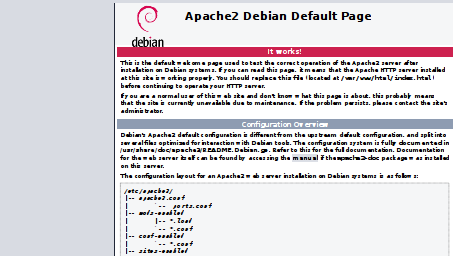 Apache2 Debian Default Page
debian
It works!
This is the default welcome page used to test the correct operation of the Apache2 server after
installation on Debian systems. If you can read this page, it means that the Apache HTTP server installed
at this site is working properly. You should replace this file (located at /var/www/html/index.html)
before continuing to operate your HTTP server.
If you are a normal user of this web site and don't know what this page is about, this probably means
that the site is currently unavailable due to maintenance. If the problem persists, please contact the site's
administrator.
Configuration Overview
Debian's Apache2 default configuration is different from the upstream default configuration, and split into
several files optimized for interaction with Debian tools. The configuration system is fully documented in
/usr/share/doc/apache2/README.Debian.gz. Refer to this for the full documentation. Documentation
for the web server itself can be found by accessing the manual if the apache2-doc package was installed
on this server.
The configuration layout for an Apache2 web server installation on Debian systems is as follows:
/etc/apache2/
|-- apache2.conf
|       `-- ports.conf
|-- mods-enabled
|       |-- *.load
|       `-- *.conf
|-- conf-enabled
|       `-- *.conf
|-- sites-enabled